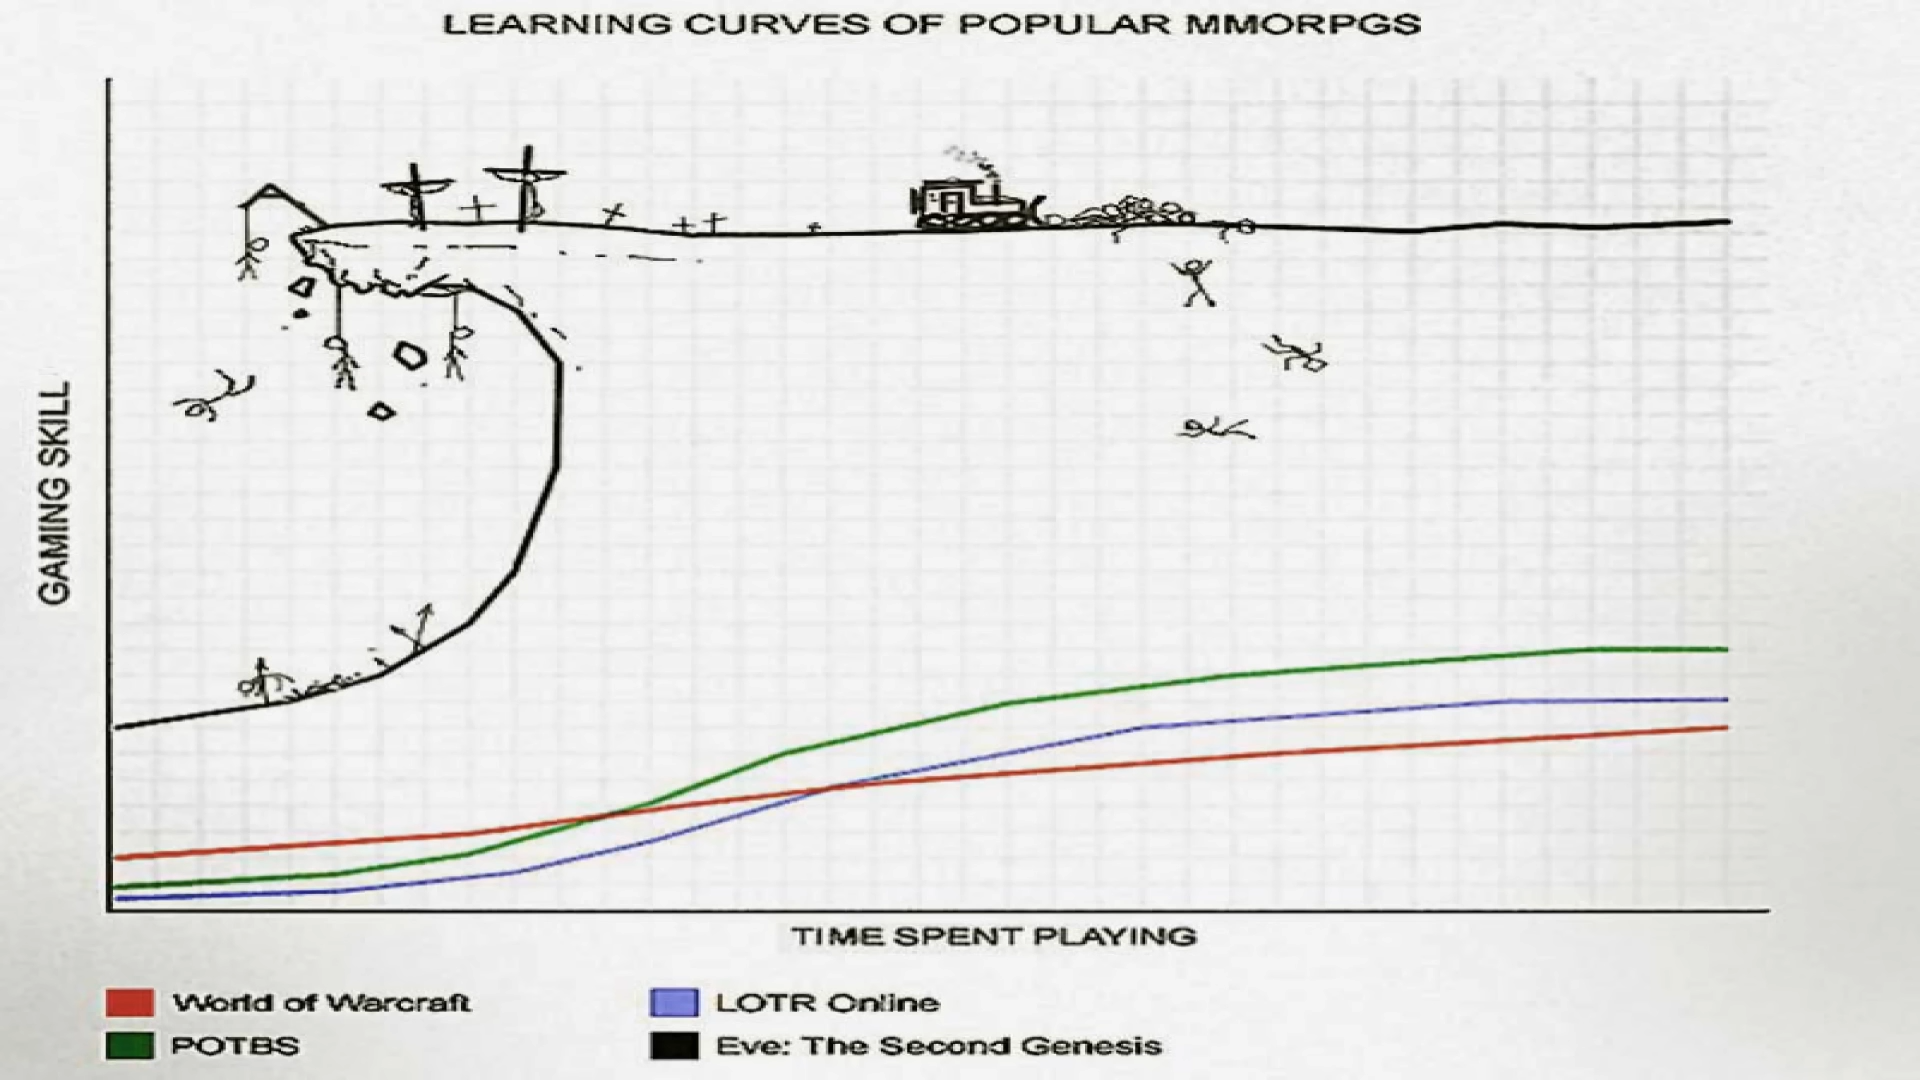 LEARNING CURVES OF POPULAR MMORPGS
GAMING SKILL
TIME SPENT PLAYING
World of Warcraft
LOTR Online
POTBS
Eve: The Second Genesis